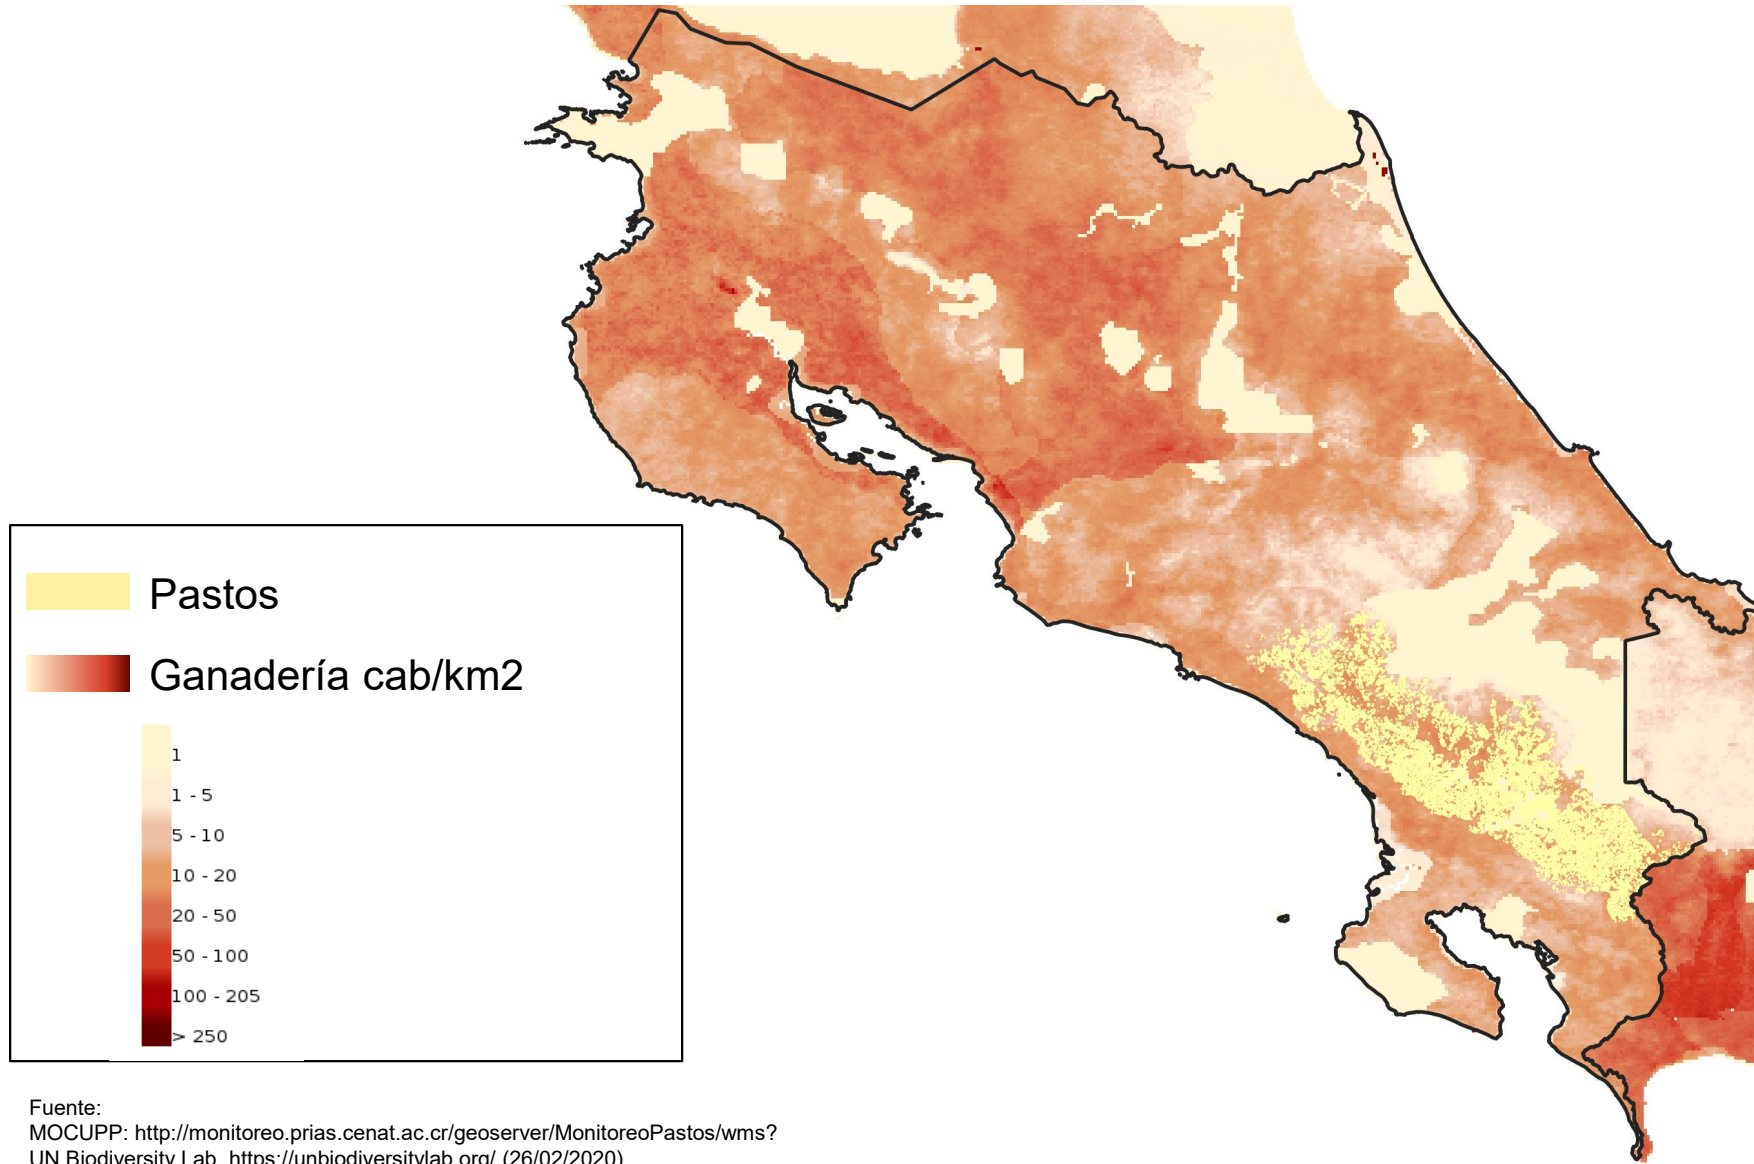 Pastos
Ganadería cab/km2
1
1 - 5
5 - 10
10 - 20
20 - 50
50 - 100
100 - 205
> 250
Fuente:
MOCUPP: http://monitoreo.prias.cenat.ac.cr/geoserver/MonitoreoPastos/wms?
UN Biodiversity Lab. https://unbiodiversitylab.org/ (26/02/2020)